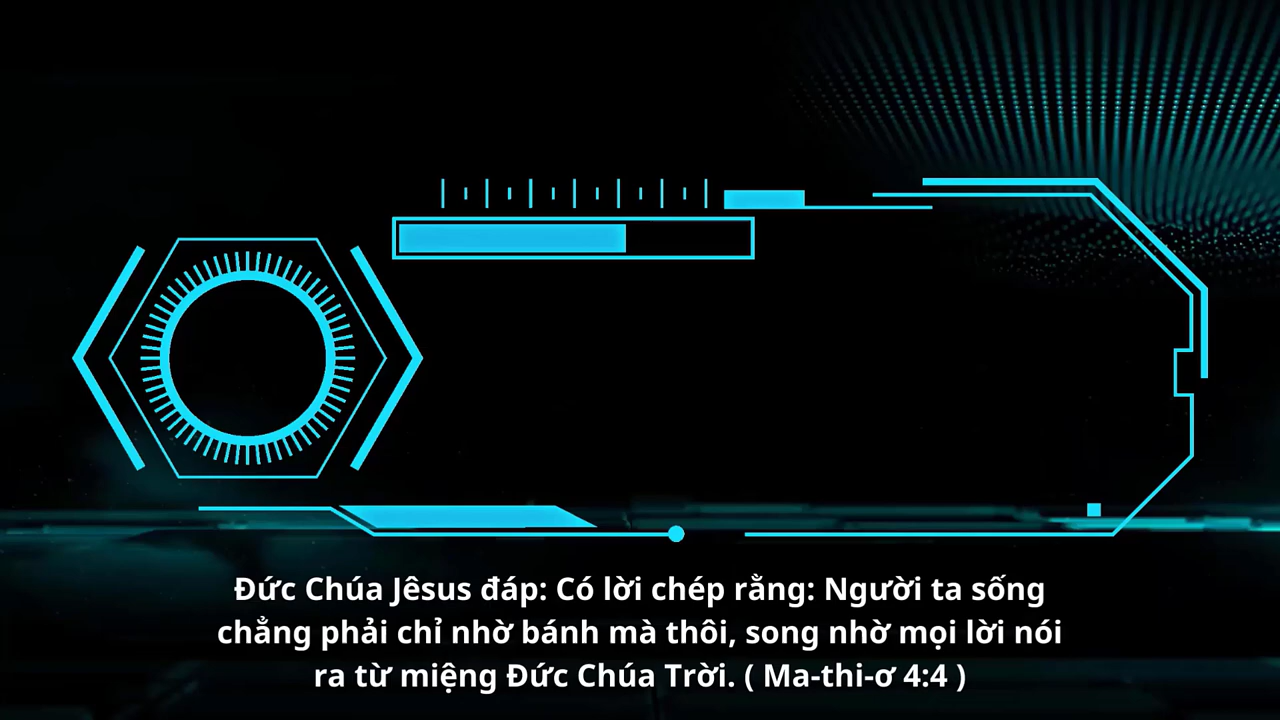 Đức Chúa Jêsus đáp: Có lời chép rằng: Người ta sống
chẳng phải chỉ nhờ bánh mà thôi, song nhờ mọi lời nói
ra từ miệng Đức Chúa Trời. ( Ma-thi-ơ 4:4 )